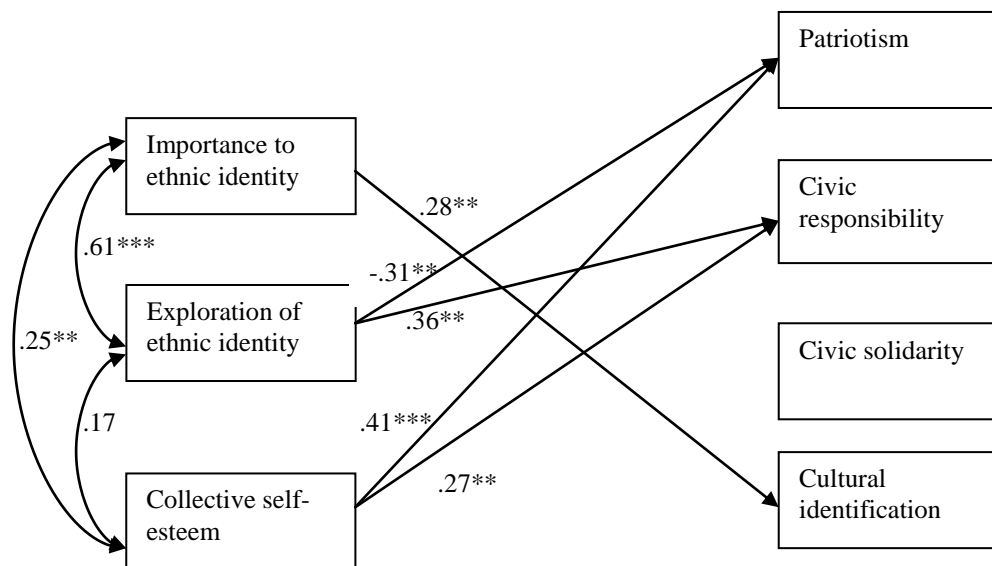 Patriotism
Importance to
ethnic identity
Civic
responsibility
.28**
.61***
-.31**
Exploration of
ethnic identity
.36**
.25**
Civic solidarity
.17
.41***
.27**
Cultural
identification
Collective self-
esteem